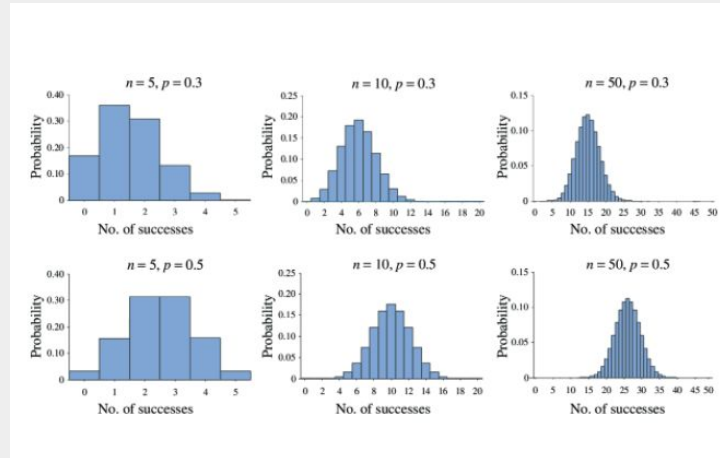 n = 5, p = 0.3
0.40
0.30
0.20
0.10
0
Probability
0 1 2 3 4 5
No. of successes
n = 10, p = 0.3
0.25
0.20
0.15
0.10
0.05
0
Probability
0 2 4 6 8 10 12 14 16 18 20
No. of successes
n = 50, p = 0.3
0.15
0.10
0.05
0
Probability
0 5 10 15 20 25 30 35 40 45 50
No. of successes
n = 5, p = 0.5
0.40
0.30
0.20
0.10
0
Probability
0 1 2 3 4 5
No. of successes
n = 10, p = 0.5
0.25
0.20
0.15
0.10
0.05
0
Probability
0 2 4 6 8 10 12 14 16 18 20
No. of successes
n = 50, p = 0.5
0.15
0.10
0.05
0
Probability
0 5 10 15 20 25 30 35 40 45 50
No. of successes